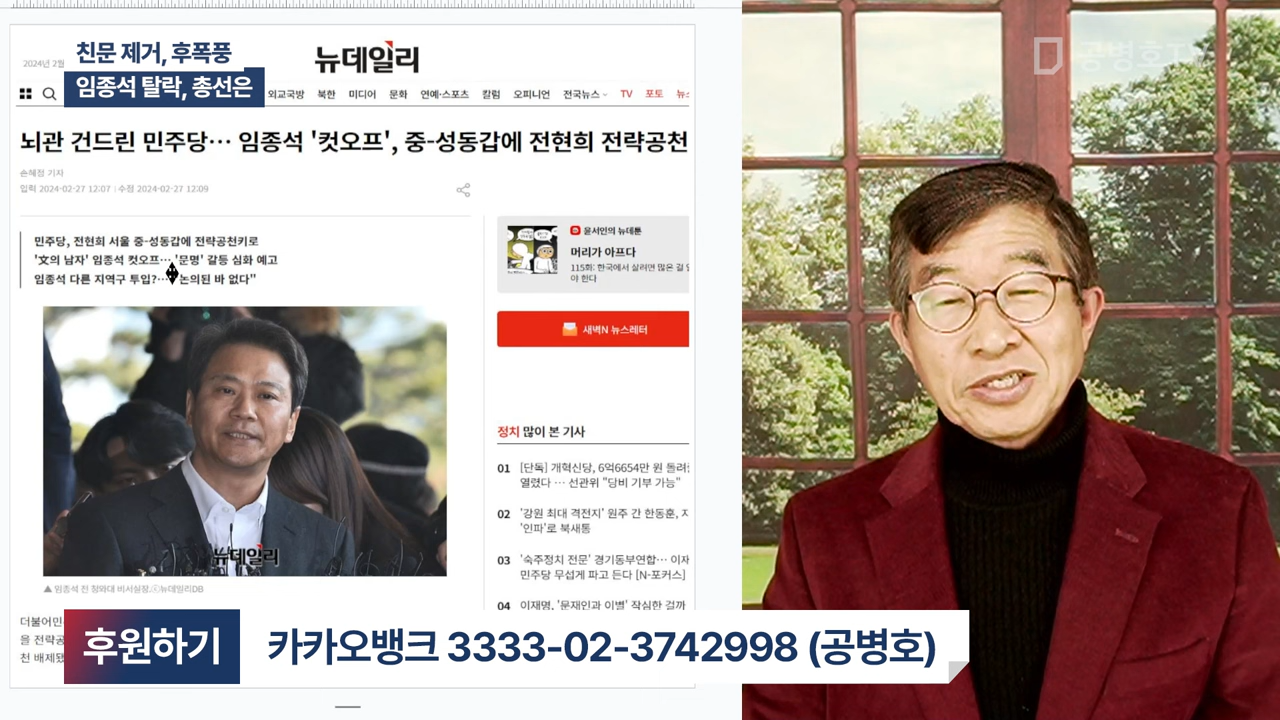 친문 제거, 후폭풍
임종석 탈락, 총선은
2024년 2월
뉴데일리
외교국방 북한 미디어 문화 연예·스포츠 칼럼 오피니언 전국뉴스 TV 포토 뉴스
뇌관 건드린 민주당… 임종석 '컷오프', 중-성동갑에 전현희 전략공천
손혜정 기자
입력 2024-02-27 12:07 | 수정 2024-02-27 12:09
민주당, 전현희 서울 중-성동갑에 전략공천키로
'文의 남자' 임종석 컷오프… '문명' 갈등 심화 예고
임종석 다른 지역구 투입?… "논의된 바 없다"
뉴데일리
▲ 임종석 전 청와대 비서실장.ⓒ뉴데일리DB
더불어민
을 전략공
천 배제됐
윤서인의 뉴데툰
머리가 아프다
115화: 한국에서 살려면 많은 걸
야 한다
새벽N 뉴스레터
정치 많이 본 기사
01 [단독] 개혁신당, 6억6654만 원 돌려
열렸다 … 선관위 "당비 기부 가능"
02 '강원 최대 격전지' 원주 간 한동훈,
'인파'로 북새통
03 '숙주정치 전문' 경기동부연합… 이재
민주당 무섭게 파고 든다 [N-포커스]
04 이재명, '문재인과 이별' 작심한 걸까
공병호TV
후원하기
카카오뱅크 3333-02-3742998 (공병호)